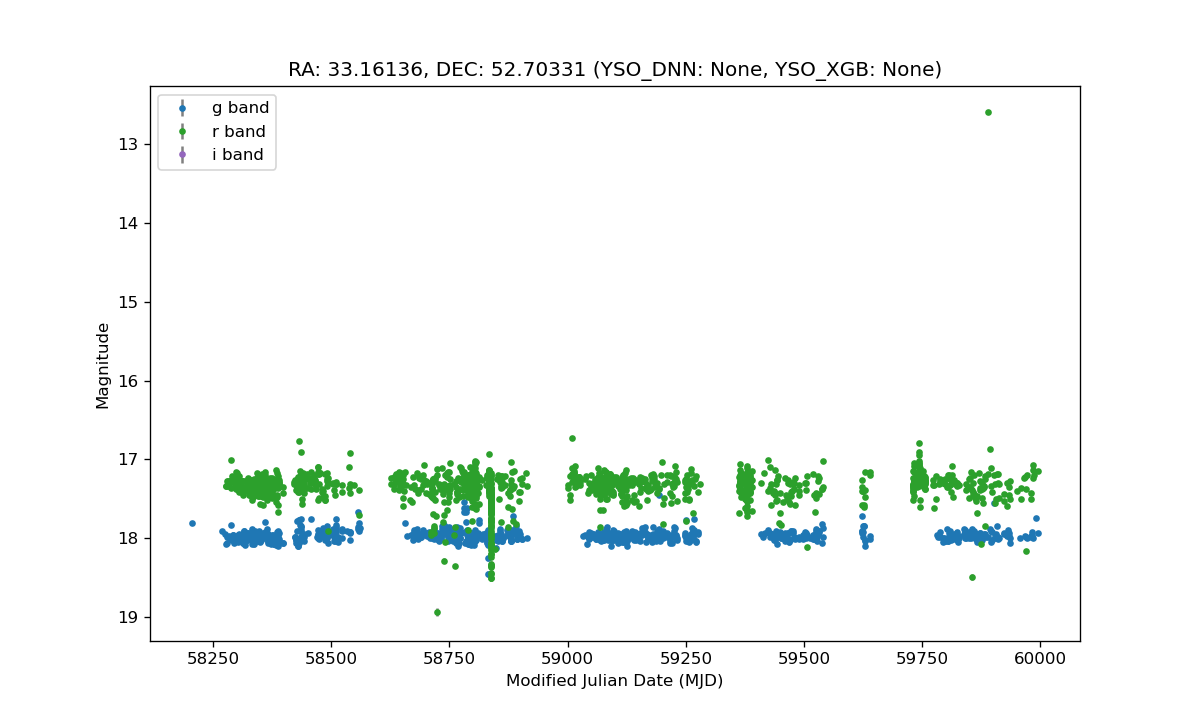 RA: 33.16136, DEC: 52.70331 (YSO_DNN: None, YSO_XGB: None)
g band
r band
i band
13
14
15
16
17
18
19
Magnitude
58250 58500 58750 59000 59250 59500 59750 60000
Modified Julian Date (MJD)